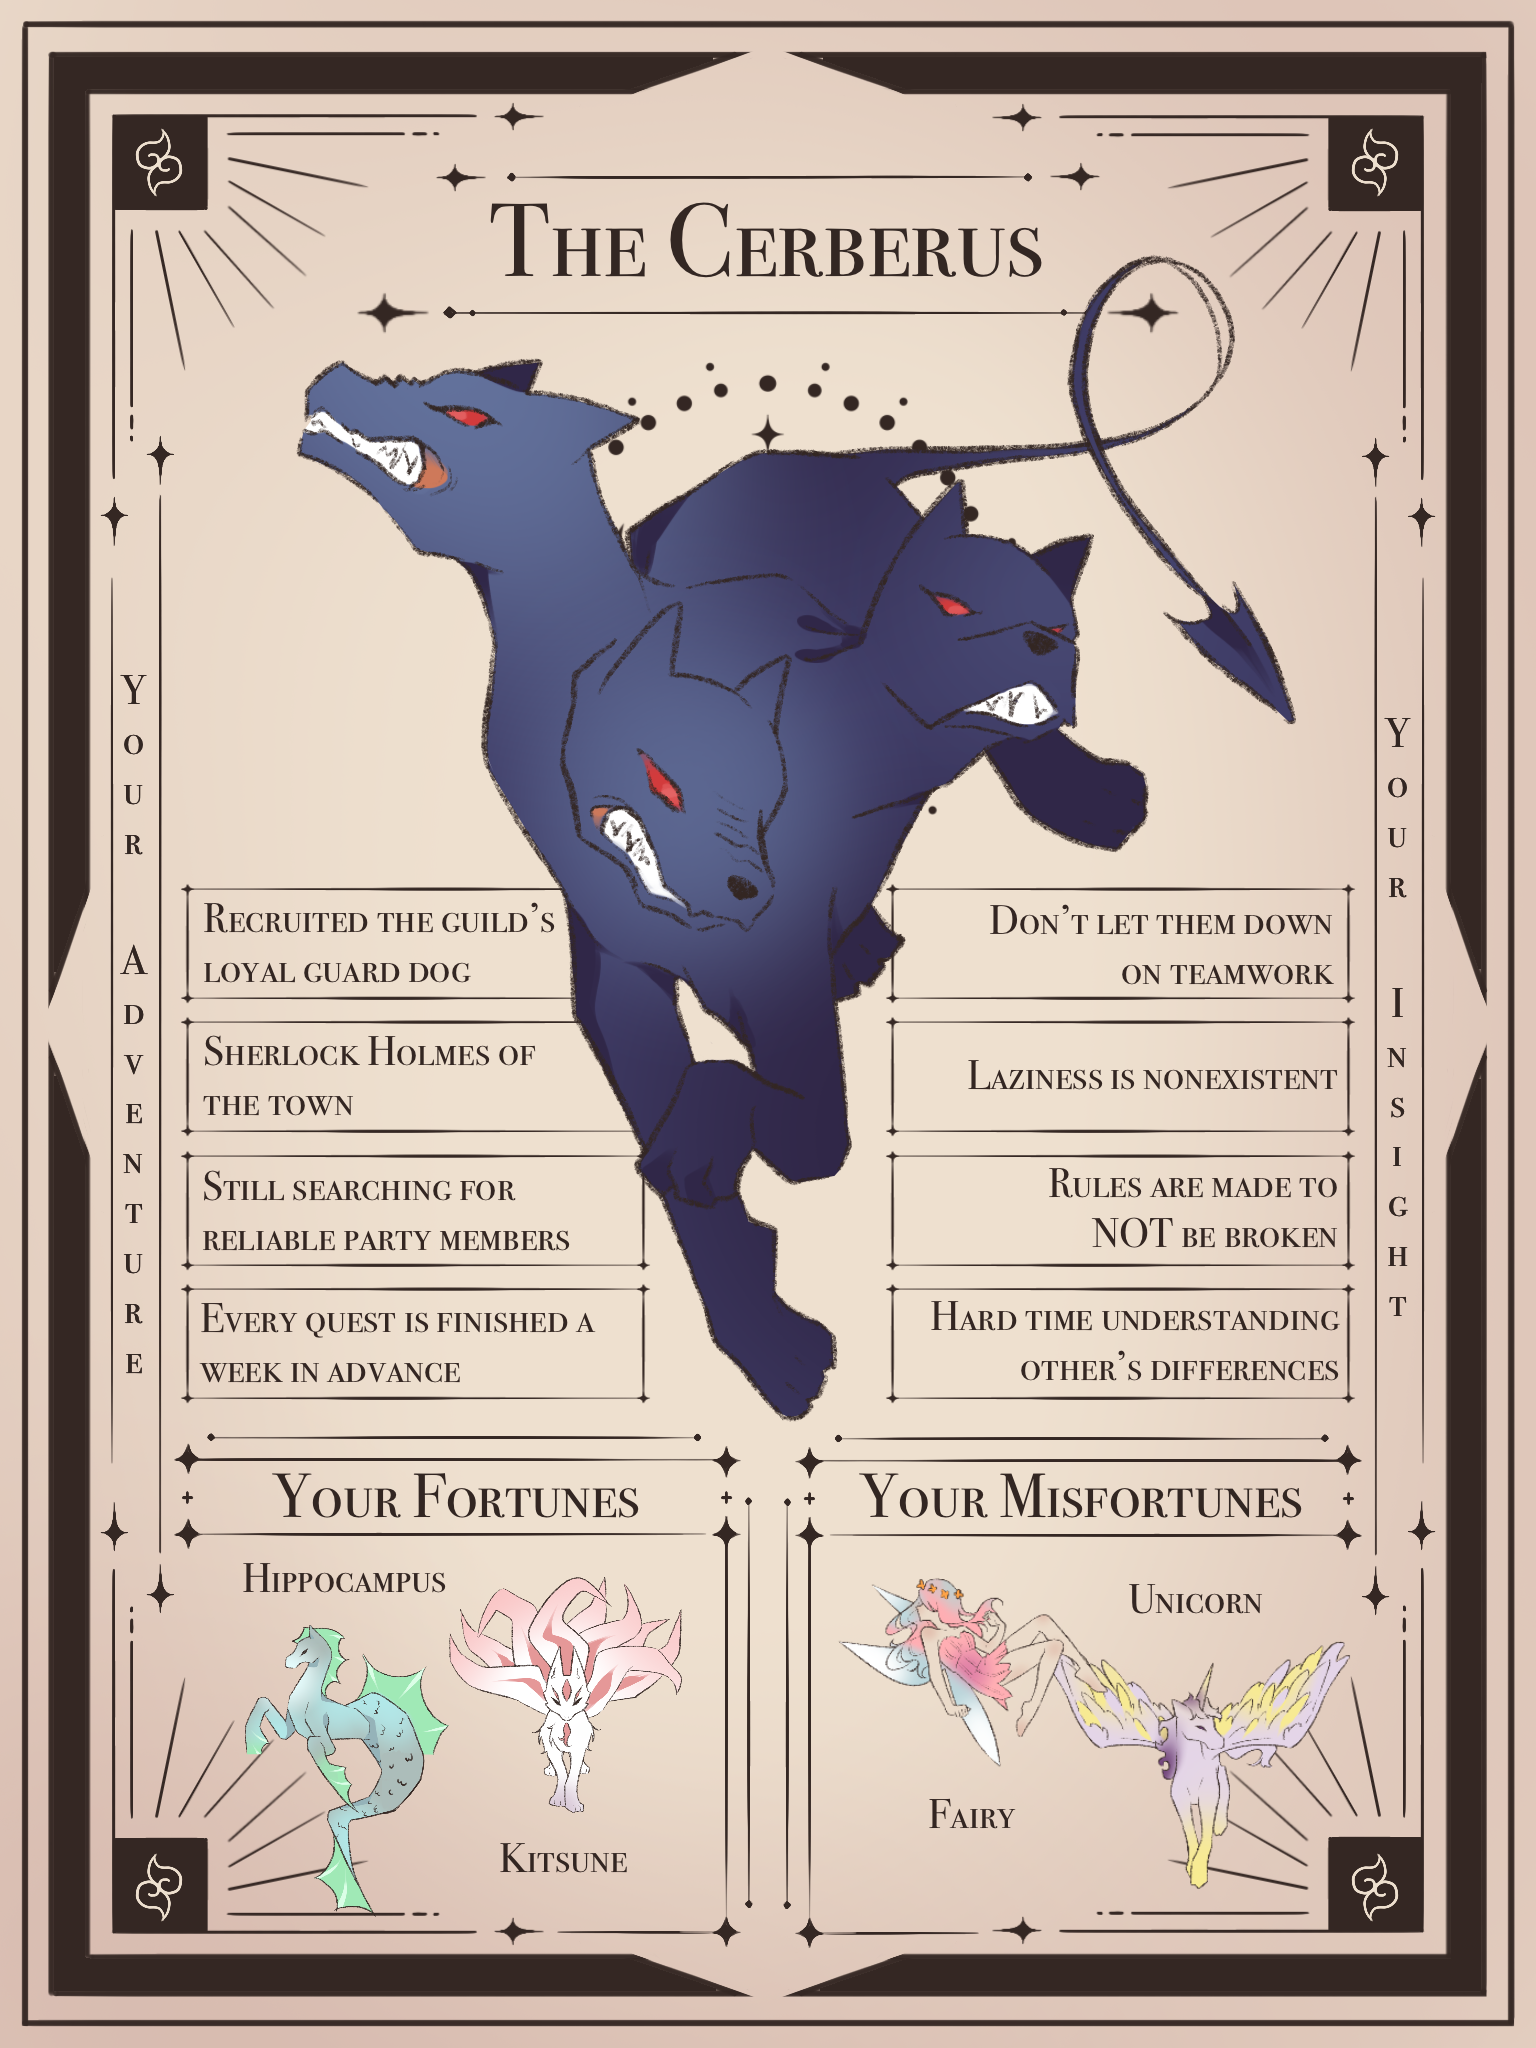 The Cerberus
Your Adventure
Recruited the guild's
loyal guard dog
Sherlock Holmes of
the town
Still searching for
reliable party members
Every quest is finished a
week in advance
Your Insight
Don't let them down
on teamwork
Laziness is nonexistent
Rules are made to
NOT be broken
Hard time understanding
other's differences
Your Fortunes
Hippocampus
Kitsune
Your Misfortunes
Unicorn
Fairy